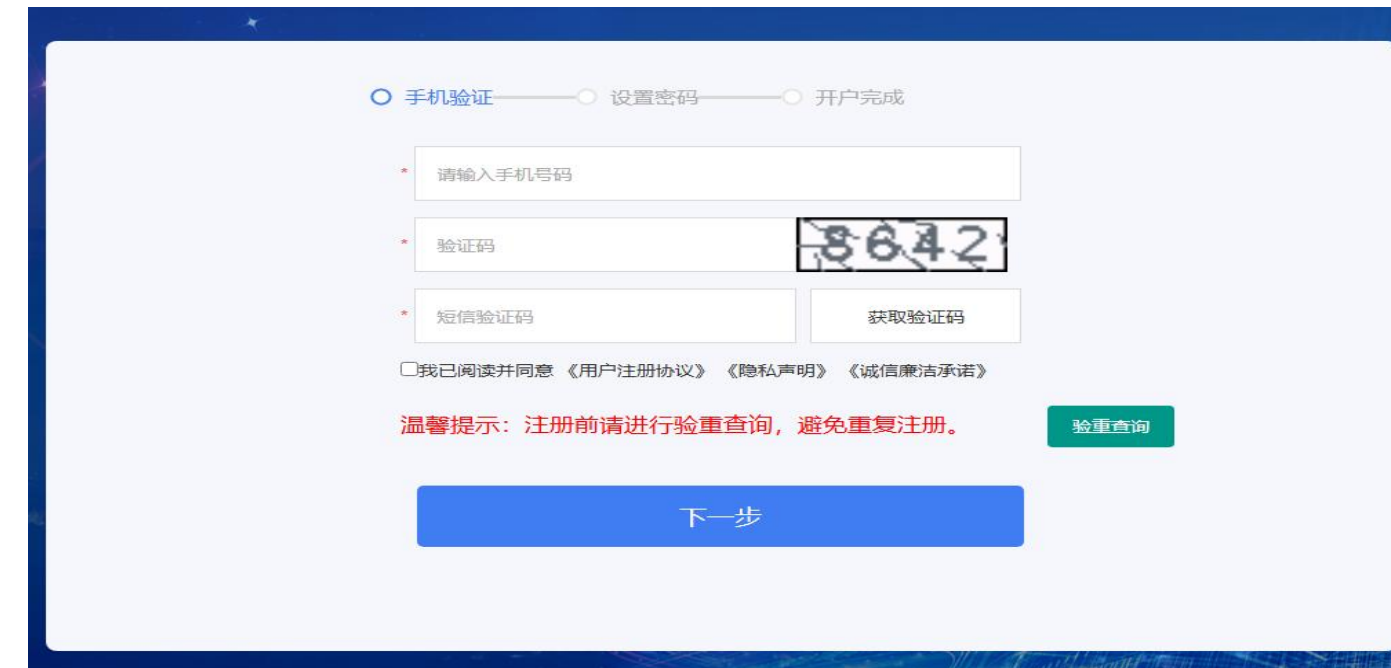 手机验证 设置密码 开户完成
* 请输入手机号码
* 验证码 8642
* 短信验证码 获取验证码
我已阅读并同意 《用户注册协议》 《隐私声明》 《诚信廉洁承诺》
温馨提示：注册前请进行验重查询，避免重复注册。 验重查询
下一步